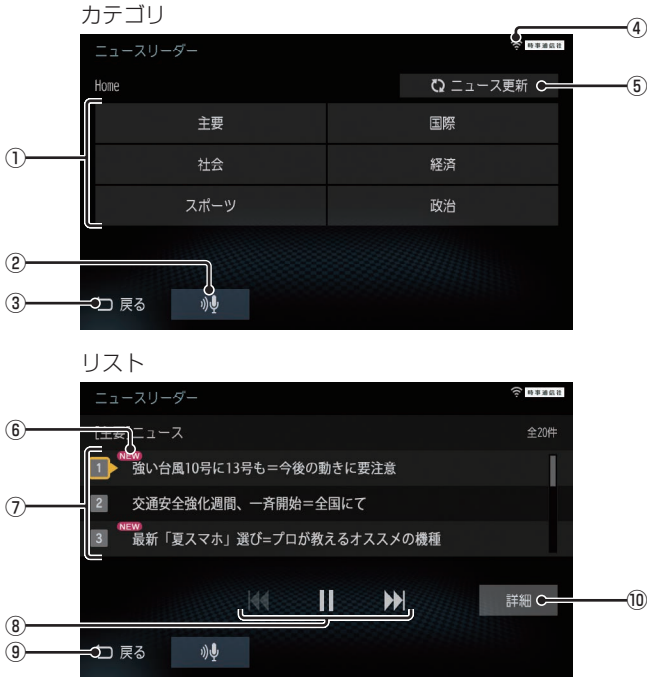 カテゴリ
④
ニュースリーダー 時事通信社
Home ニュース更新 ⑤
主要 国際
① 社会 経済
スポーツ 政治
②
③ 戻る
リスト
ニュースリーダー 時事通信社
⑥ [主要]ニュース 全20件
NEW
1 強い台風10号に13号も=今後の動きに要注意
⑦ 2 交通安全強化週間、一斉開始=全国にて
NEW
3 最新「夏スマホ」選び=プロが教えるオススメの機種
詳細 ⑩
⑧
⑨ 戻る